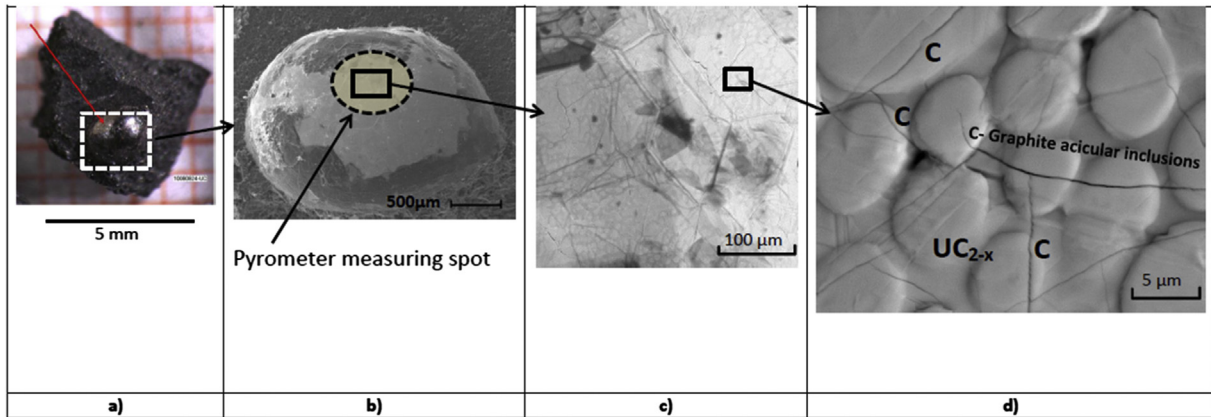 5 mm
500μm
Pyrometer measuring spot
100 μm
C
C
C- Graphite acicular inclusions
UC2-x
C
5 μm
a)
b)
c)
d)